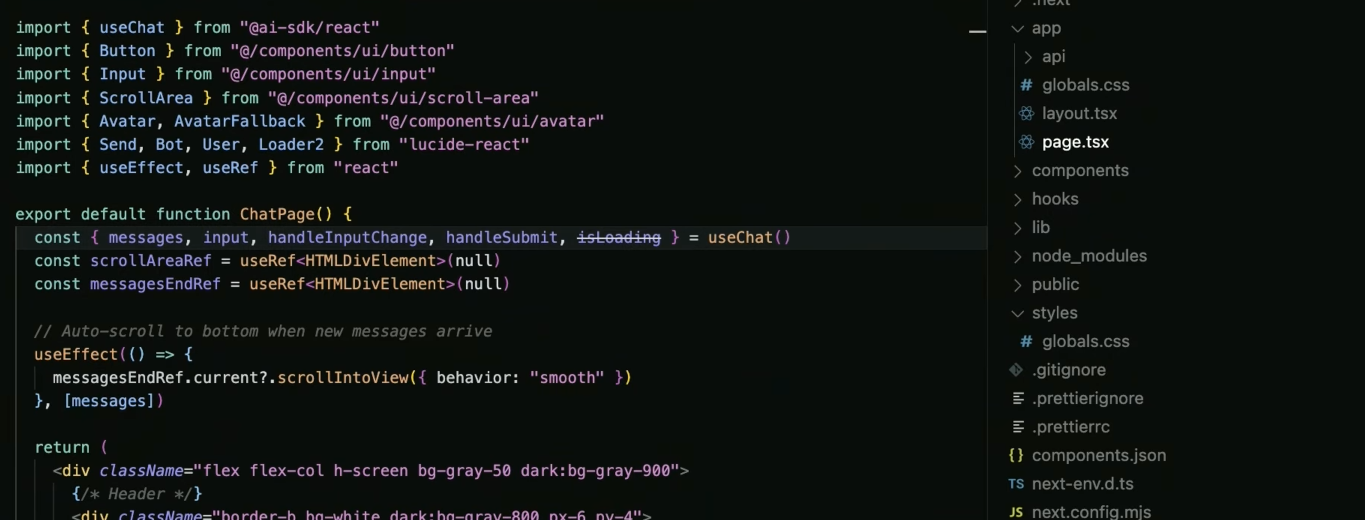 import { useChat } from "@ai-sdk/react"
import { Button } from "@/components/ui/button"
import { Input } from "@/components/ui/input"
import { ScrollArea } from "@/components/ui/scroll-area"
import { Avatar, AvatarFallback } from "@/components/ui/avatar"
import { Send, Bot, User, Loader2 } from "lucide-react"
import { useEffect, useRef } from "react"
export default function ChatPage() {
const { messages, input, handleInputChange, handleSubmit, isLoading } = useChat()
const scrollAreaRef = useRef<HTMLDivElement>(null)
const messagesEndRef = useRef<HTMLDivElement>(null)
// Auto-scroll to bottom when new messages arrive
useEffect(() => {
messagesEndRef.current?.scrollIntoView({ behavior: "smooth" })
}, [messages])
return (
<div className="flex flex-col h-screen bg-gray-50 dark:bg-gray-900">
{/* Header */}
<div className="border-b bg-white dark:bg-gray-800 px-6 py-4">
.next
app
api
# globals.css
layout.tsx
page.tsx
components
hooks
lib
node_modules
public
styles
# globals.css
.gitignore
.prettierignore
.prettierrc
{} components.json
TS next-env.d.ts
JS next.config.mjs